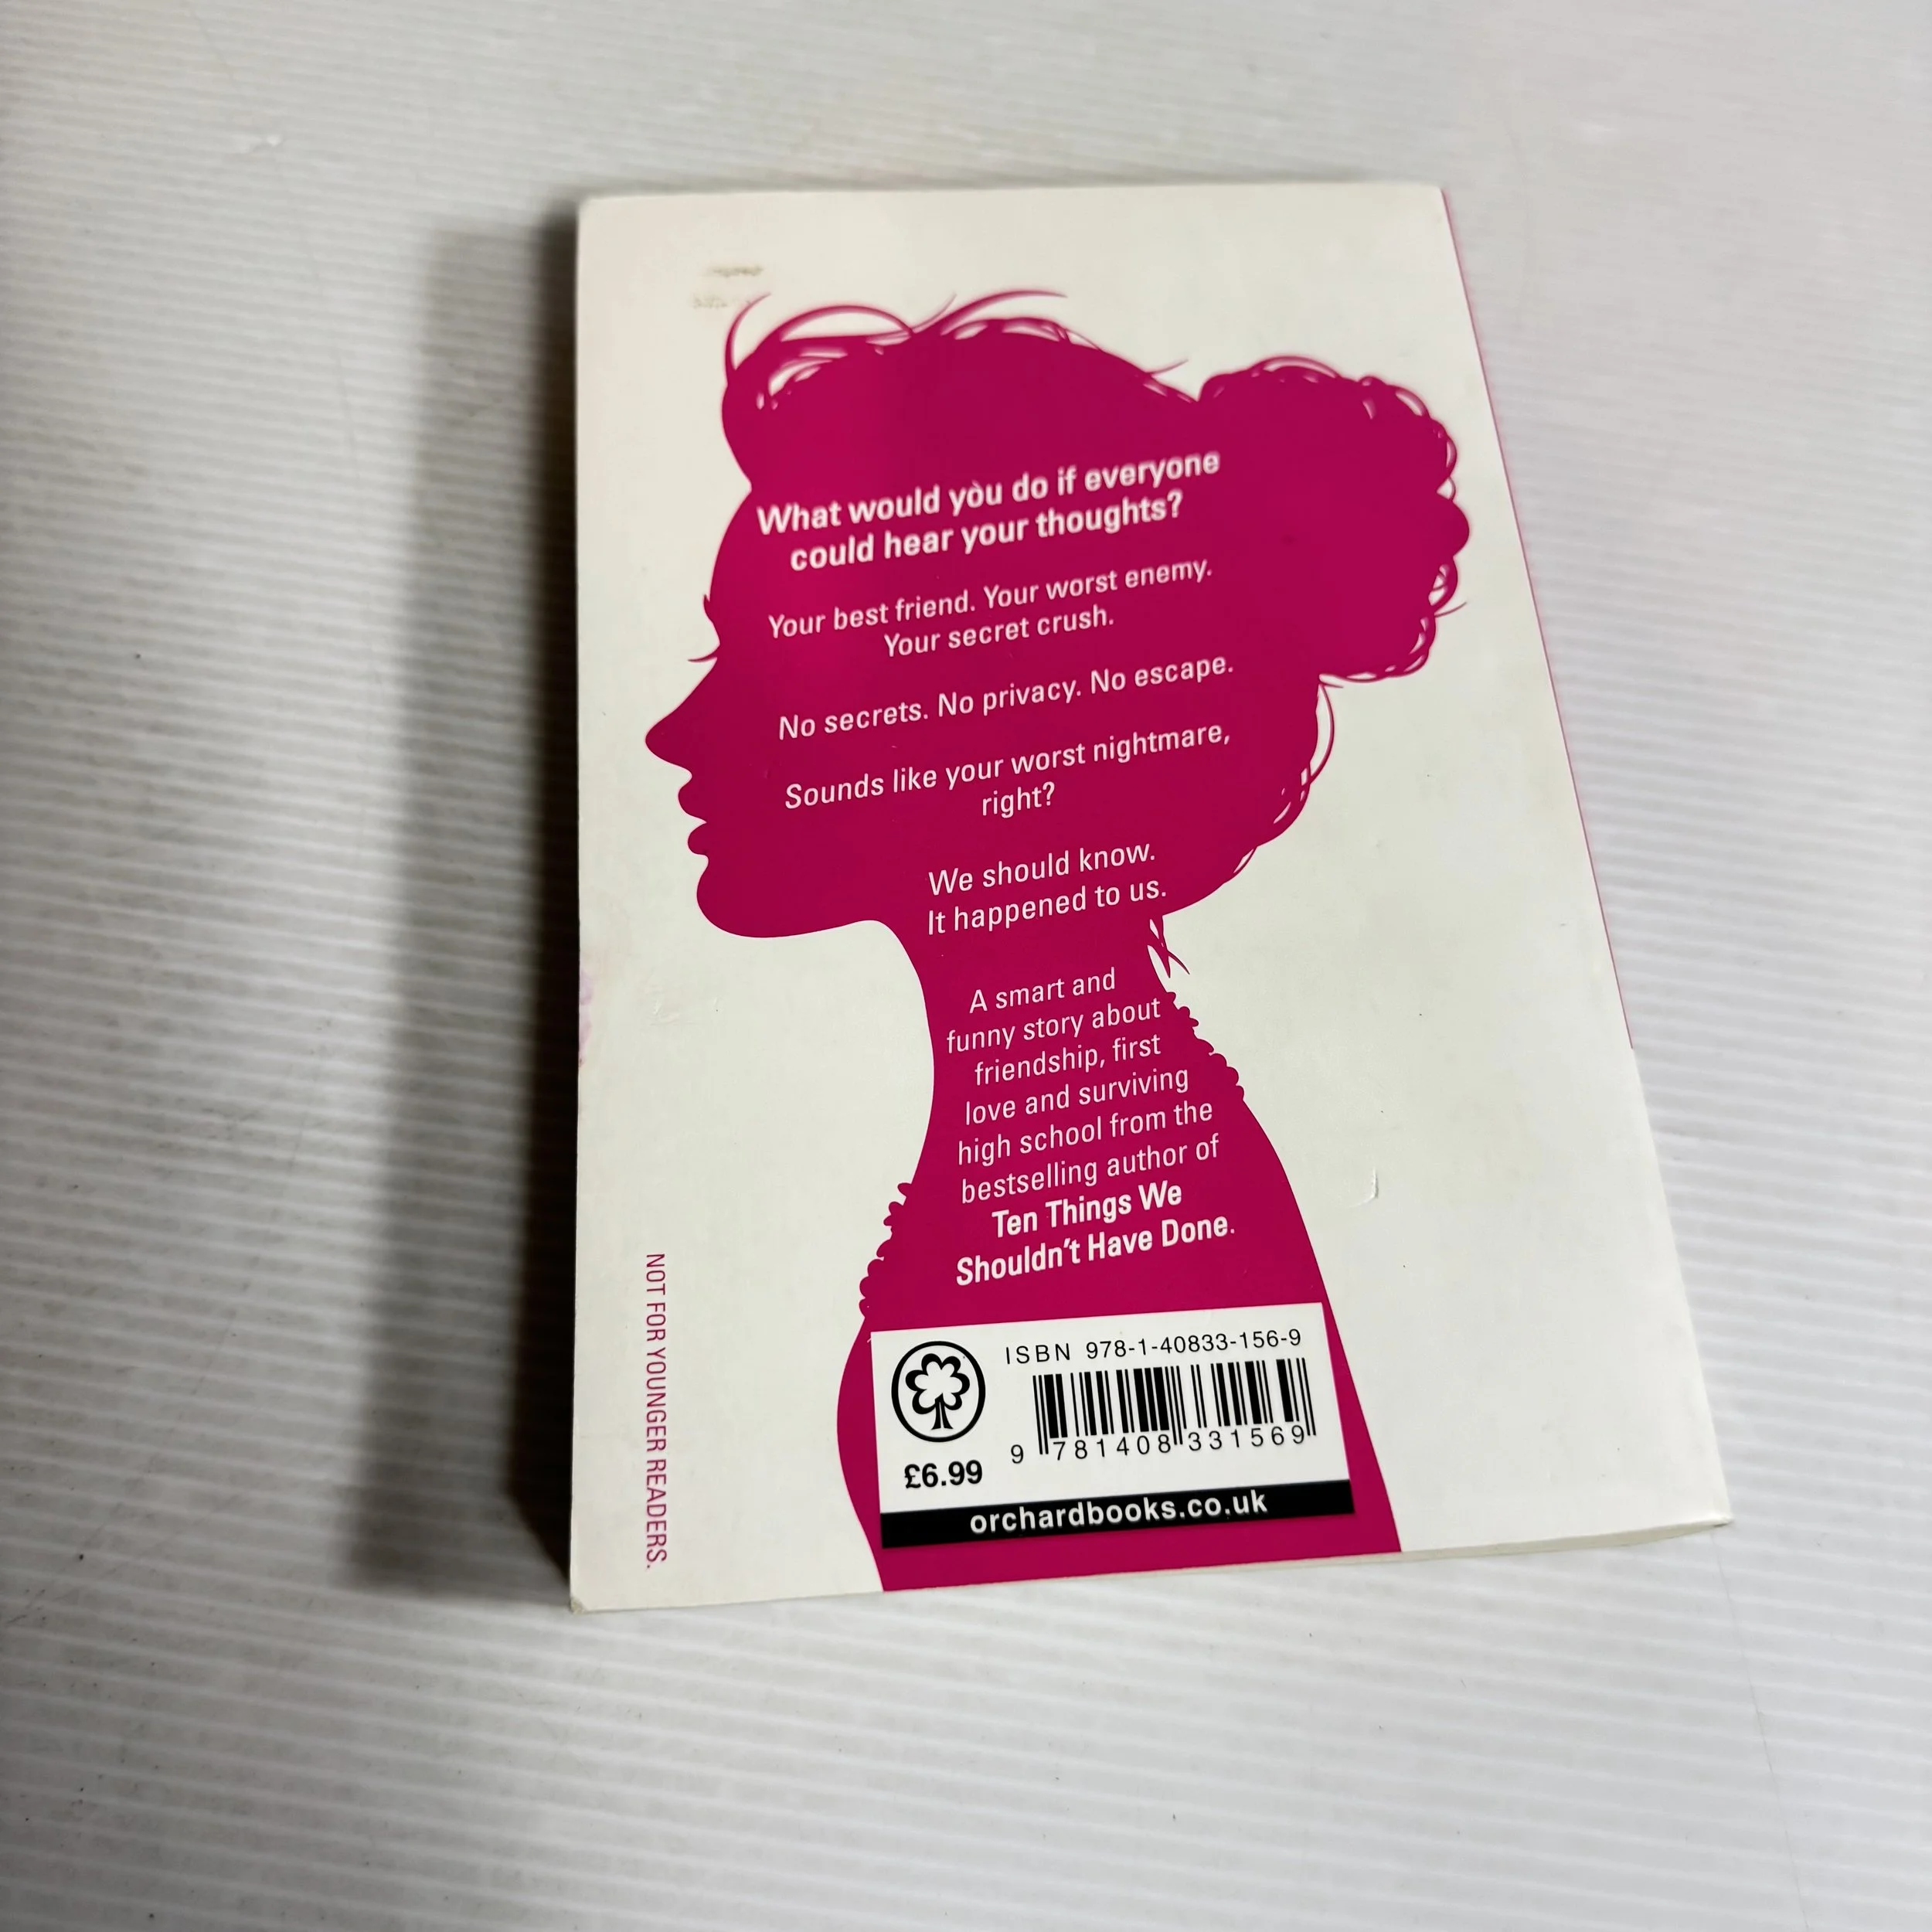 What would you do if everyone
could hear your thoughts?
Your best friend. Your worst enemy.
Your secret crush.
No secrets. No privacy. No escape.
Sounds like your worst nightmare,
right?
We should know.
It happened to us.
A smart and
funny story about
friendship, first
love and surviving
high school from the
bestselling author of
Ten Things We
Shouldn't Have Done.
NOT FOR YOUNGER READERS.
ISBN 978-1-40833-156-9
9 781408 331569
£6.99
orchardbooks.co.uk